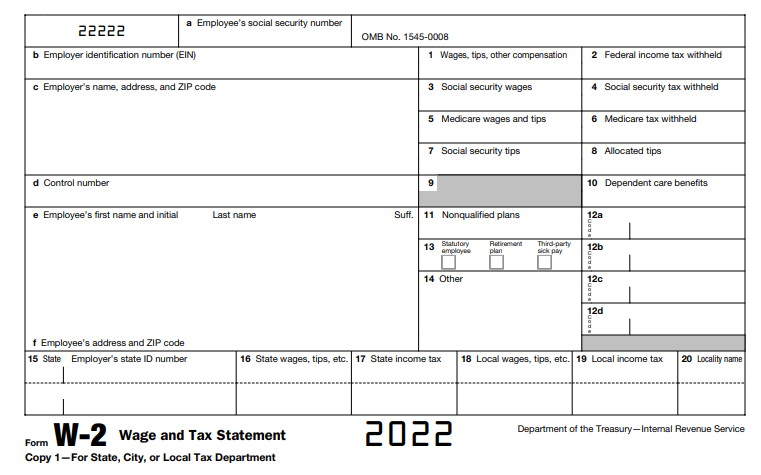 22222
a Employee's social security number
OMB No. 1545-0008
b Employer identification number (EIN)
1 Wages, tips, other compensation
2 Federal income tax withheld
c Employer's name, address, and ZIP code
3 Social security wages
4 Social security tax withheld
5 Medicare wages and tips
6 Medicare tax withheld
7 Social security tips
8 Allocated tips
d Control number
9
10 Dependent care benefits
e Employee's first name and initial
Last name
Suff.
11 Nonqualified plans
12a
Code
13
Statutory
employee
Retirement
plan
Third-party
sick pay
12b
Code
14 Other
12c
Code
12d
Code
f Employee's address and ZIP code
15 State
Employer's state ID number
16 State wages, tips, etc.
17 State income tax
18 Local wages, tips, etc.
19 Local income tax
20 Locality name
Form W-2 Wage and Tax Statement
2022
Department of the Treasury—Internal Revenue Service
Copy 1—For State, City, or Local Tax Department